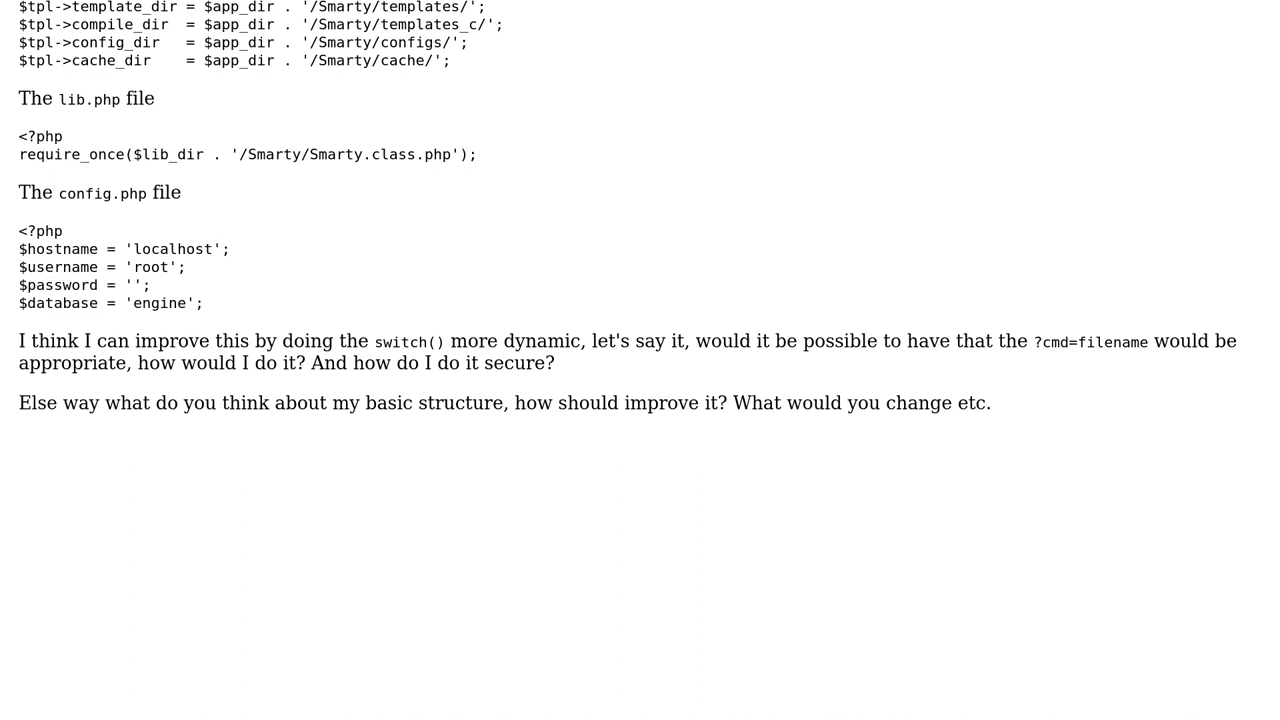 $tpl->template_dir = $app_dir . '/Smarty/templates/';
$tpl->compile_dir  = $app_dir . '/Smarty/templates_c/';
$tpl->config_dir   = $app_dir . '/Smarty/configs/';
$tpl->cache_dir    = $app_dir . '/Smarty/cache/';
The lib.php file
<?php
require_once($lib_dir . '/Smarty/Smarty.class.php');
The config.php file
<?php
$hostname = 'localhost';
$username = 'root';
$password = '';
$database = 'engine';
I think I can improve this by doing the switch() more dynamic, let's say it, would it be possible to have that the ?cmd=filename would be
appropriate, how would I do it? And how do I do it secure?
Else way what do you think about my basic structure, how should improve it? What would you change etc.